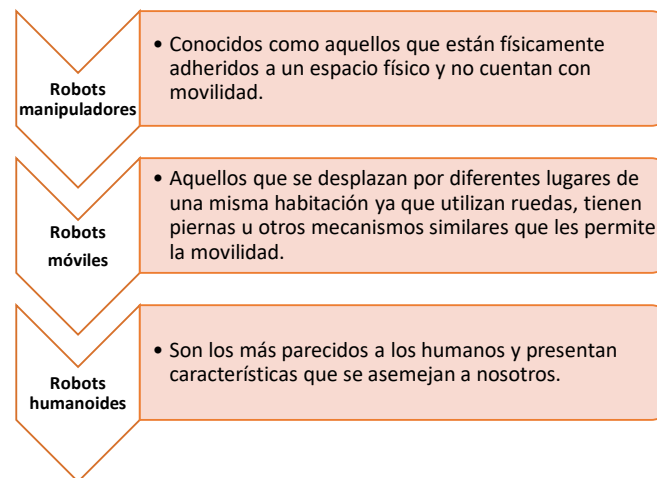 Robots
manipuladores
• Conocidos como aquellos que están físicamente
adheridos a un espacio físico y no cuentan con
movilidad.
Robots
móviles
• Aquellos que se desplazan por diferentes lugares de
una misma habitación ya que utilizan ruedas, tienen
piernas u otros mecanismos similares que les permite
la movilidad.
Robots
humanoides
• Son los más parecidos a los humanos y presentan
características que se asemejan a nosotros.